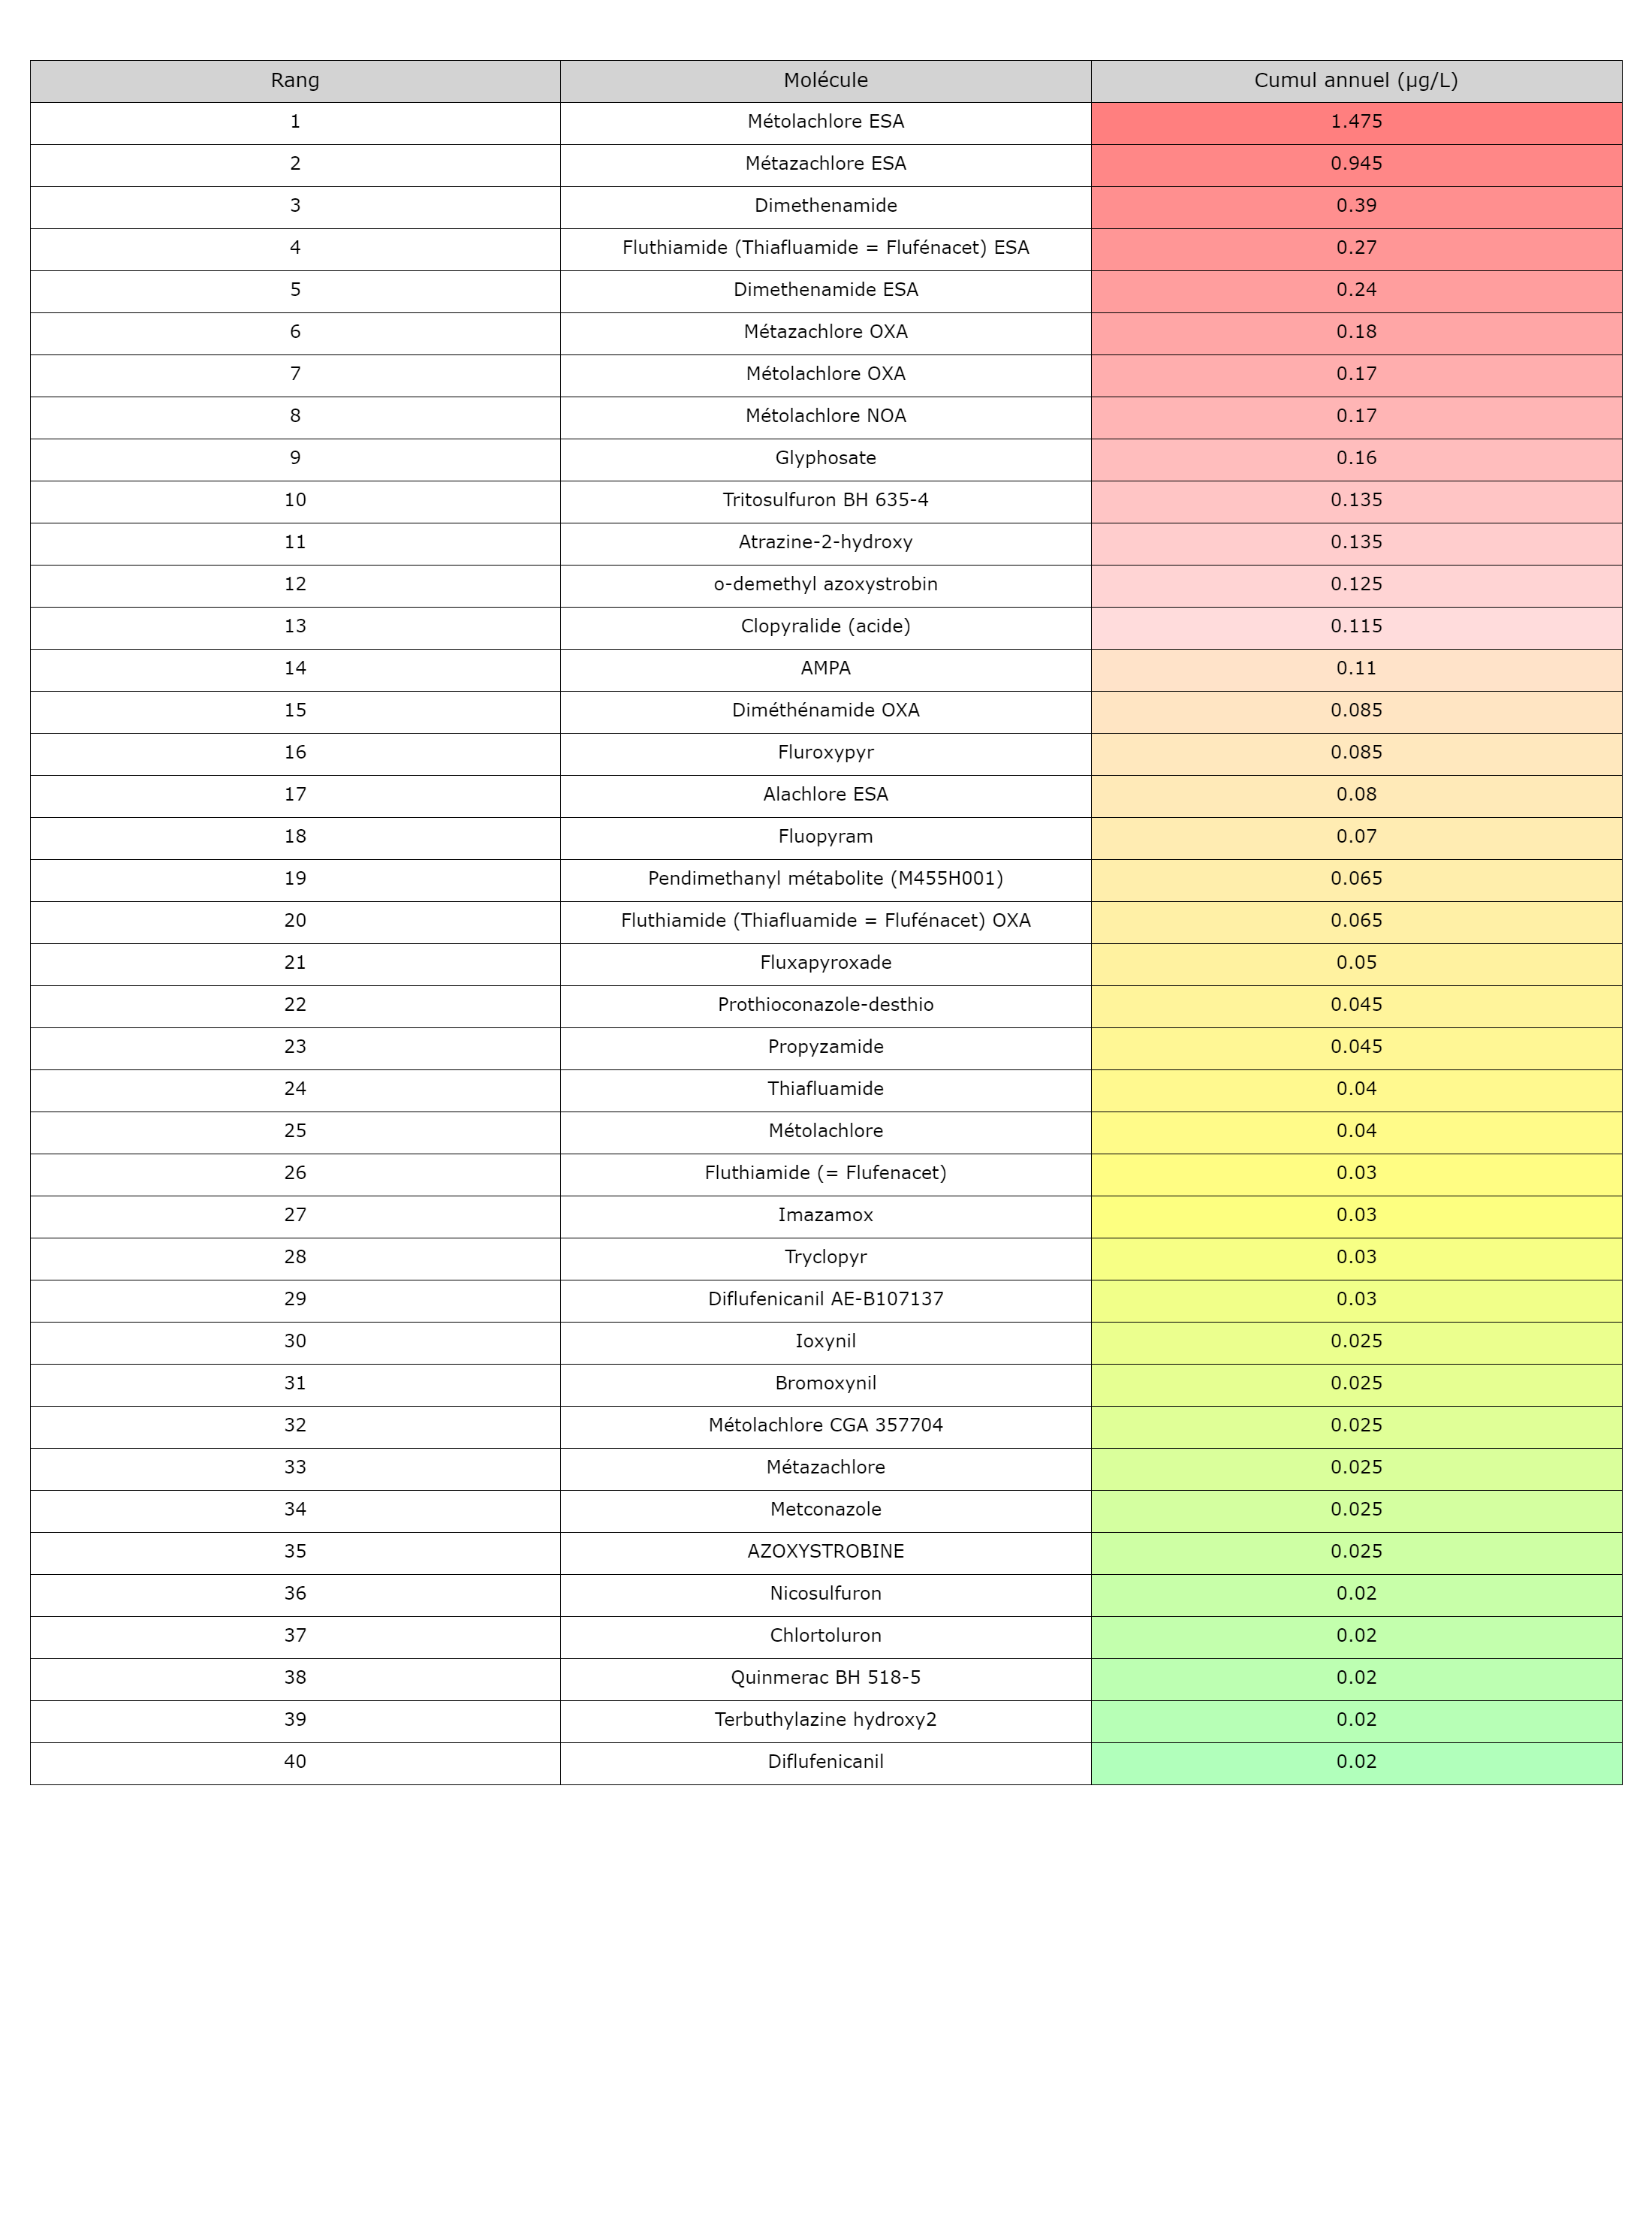 Rang Molécule Cumul annuel (µg/L)
1 Métolachlore ESA 1.475
2 Métazachlore ESA 0.945
3 Dimethenamide 0.39
4 Fluthiamide (Thiafluamide = Flufénacet) ESA 0.27
5 Dimethenamide ESA 0.24
6 Métazachlore OXA 0.18
7 Métolachlore OXA 0.17
8 Métolachlore NOA 0.17
9 Glyphosate 0.16
10 Tritosulfuron BH 635-4 0.135
11 Atrazine-2-hydroxy 0.135
12 o-demethyl azoxystrobin 0.125
13 Clopyralide (acide) 0.115
14 AMPA 0.11
15 Diméthénamide OXA 0.085
16 Fluroxypyr 0.085
17 Alachlore ESA 0.08
18 Fluopyram 0.07
19 Pendimethanyl métabolite (M455H001) 0.065
20 Fluthiamide (Thiafluamide = Flufénacet) OXA 0.065
21 Fluxapyroxade 0.05
22 Prothioconazole-desthio 0.045
23 Propyzamide 0.045
24 Thiafluamide 0.04
25 Métolachlore 0.04
26 Fluthiamide (= Flufenacet) 0.03
27 Imazamox 0.03
28 Tryclopyr 0.03
29 Diflufenicanil AE-B107137 0.03
30 Ioxynil 0.025
31 Bromoxynil 0.025
32 Métolachlore CGA 357704 0.025
33 Métazachlore 0.025
34 Metconazole 0.025
35 AZOXYSTROBINE 0.025
36 Nicosulfuron 0.02
37 Chlortoluron 0.02
38 Quinmerac BH 518-5 0.02
39 Terbuthylazine hydroxy2 0.02
40 Diflufenicanil 0.02